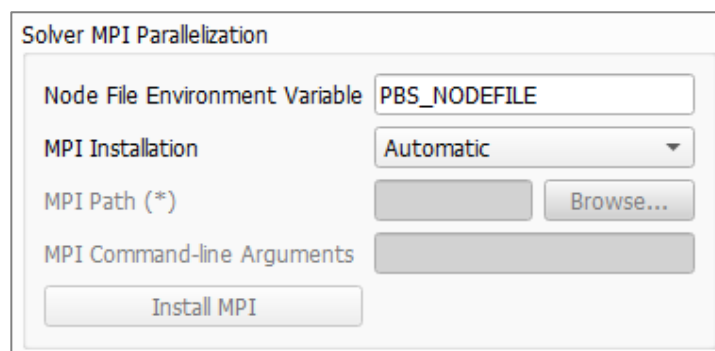 Solver MPI Parallelization
Node File Environment Variable PBS_NODEFILE
MPI Installation Automatic
MPI Path (*) Browse...
MPI Command-line Arguments
Install MPI